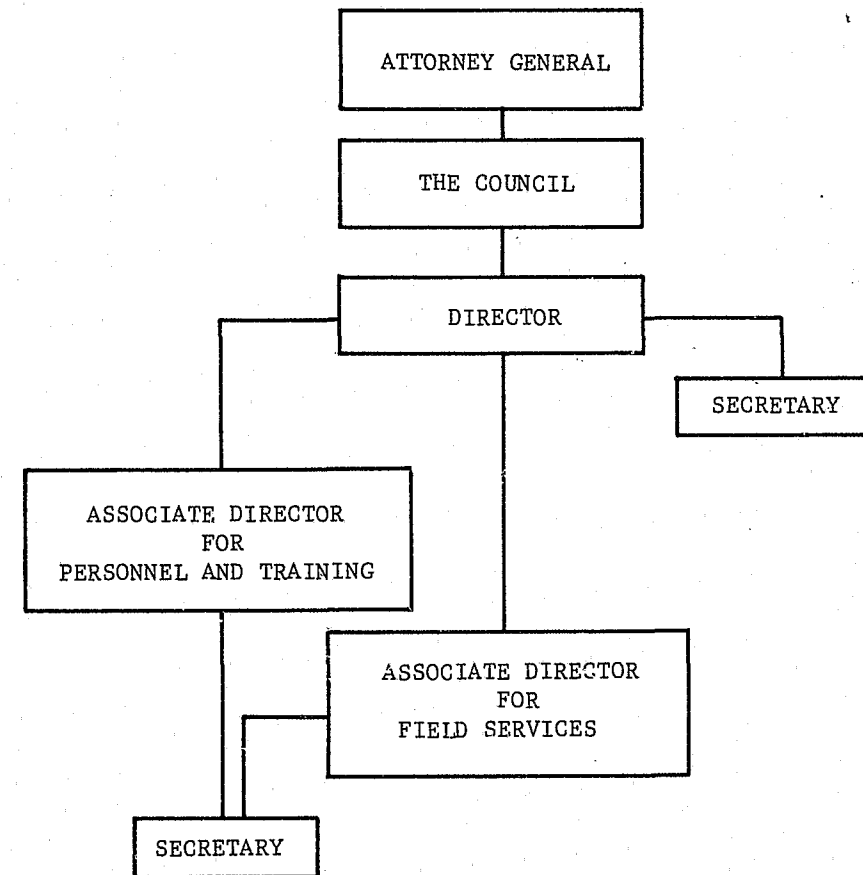 ATTORNEY GENERAL
THE COUNCIL
DIRECTOR
SECRETARY
ASSOCIATE DIRECTOR
FOR
PERSONNEL AND TRAINING
ASSOCIATE DIRECTOR
FOR
FIELD SERVICES
SECRETARY